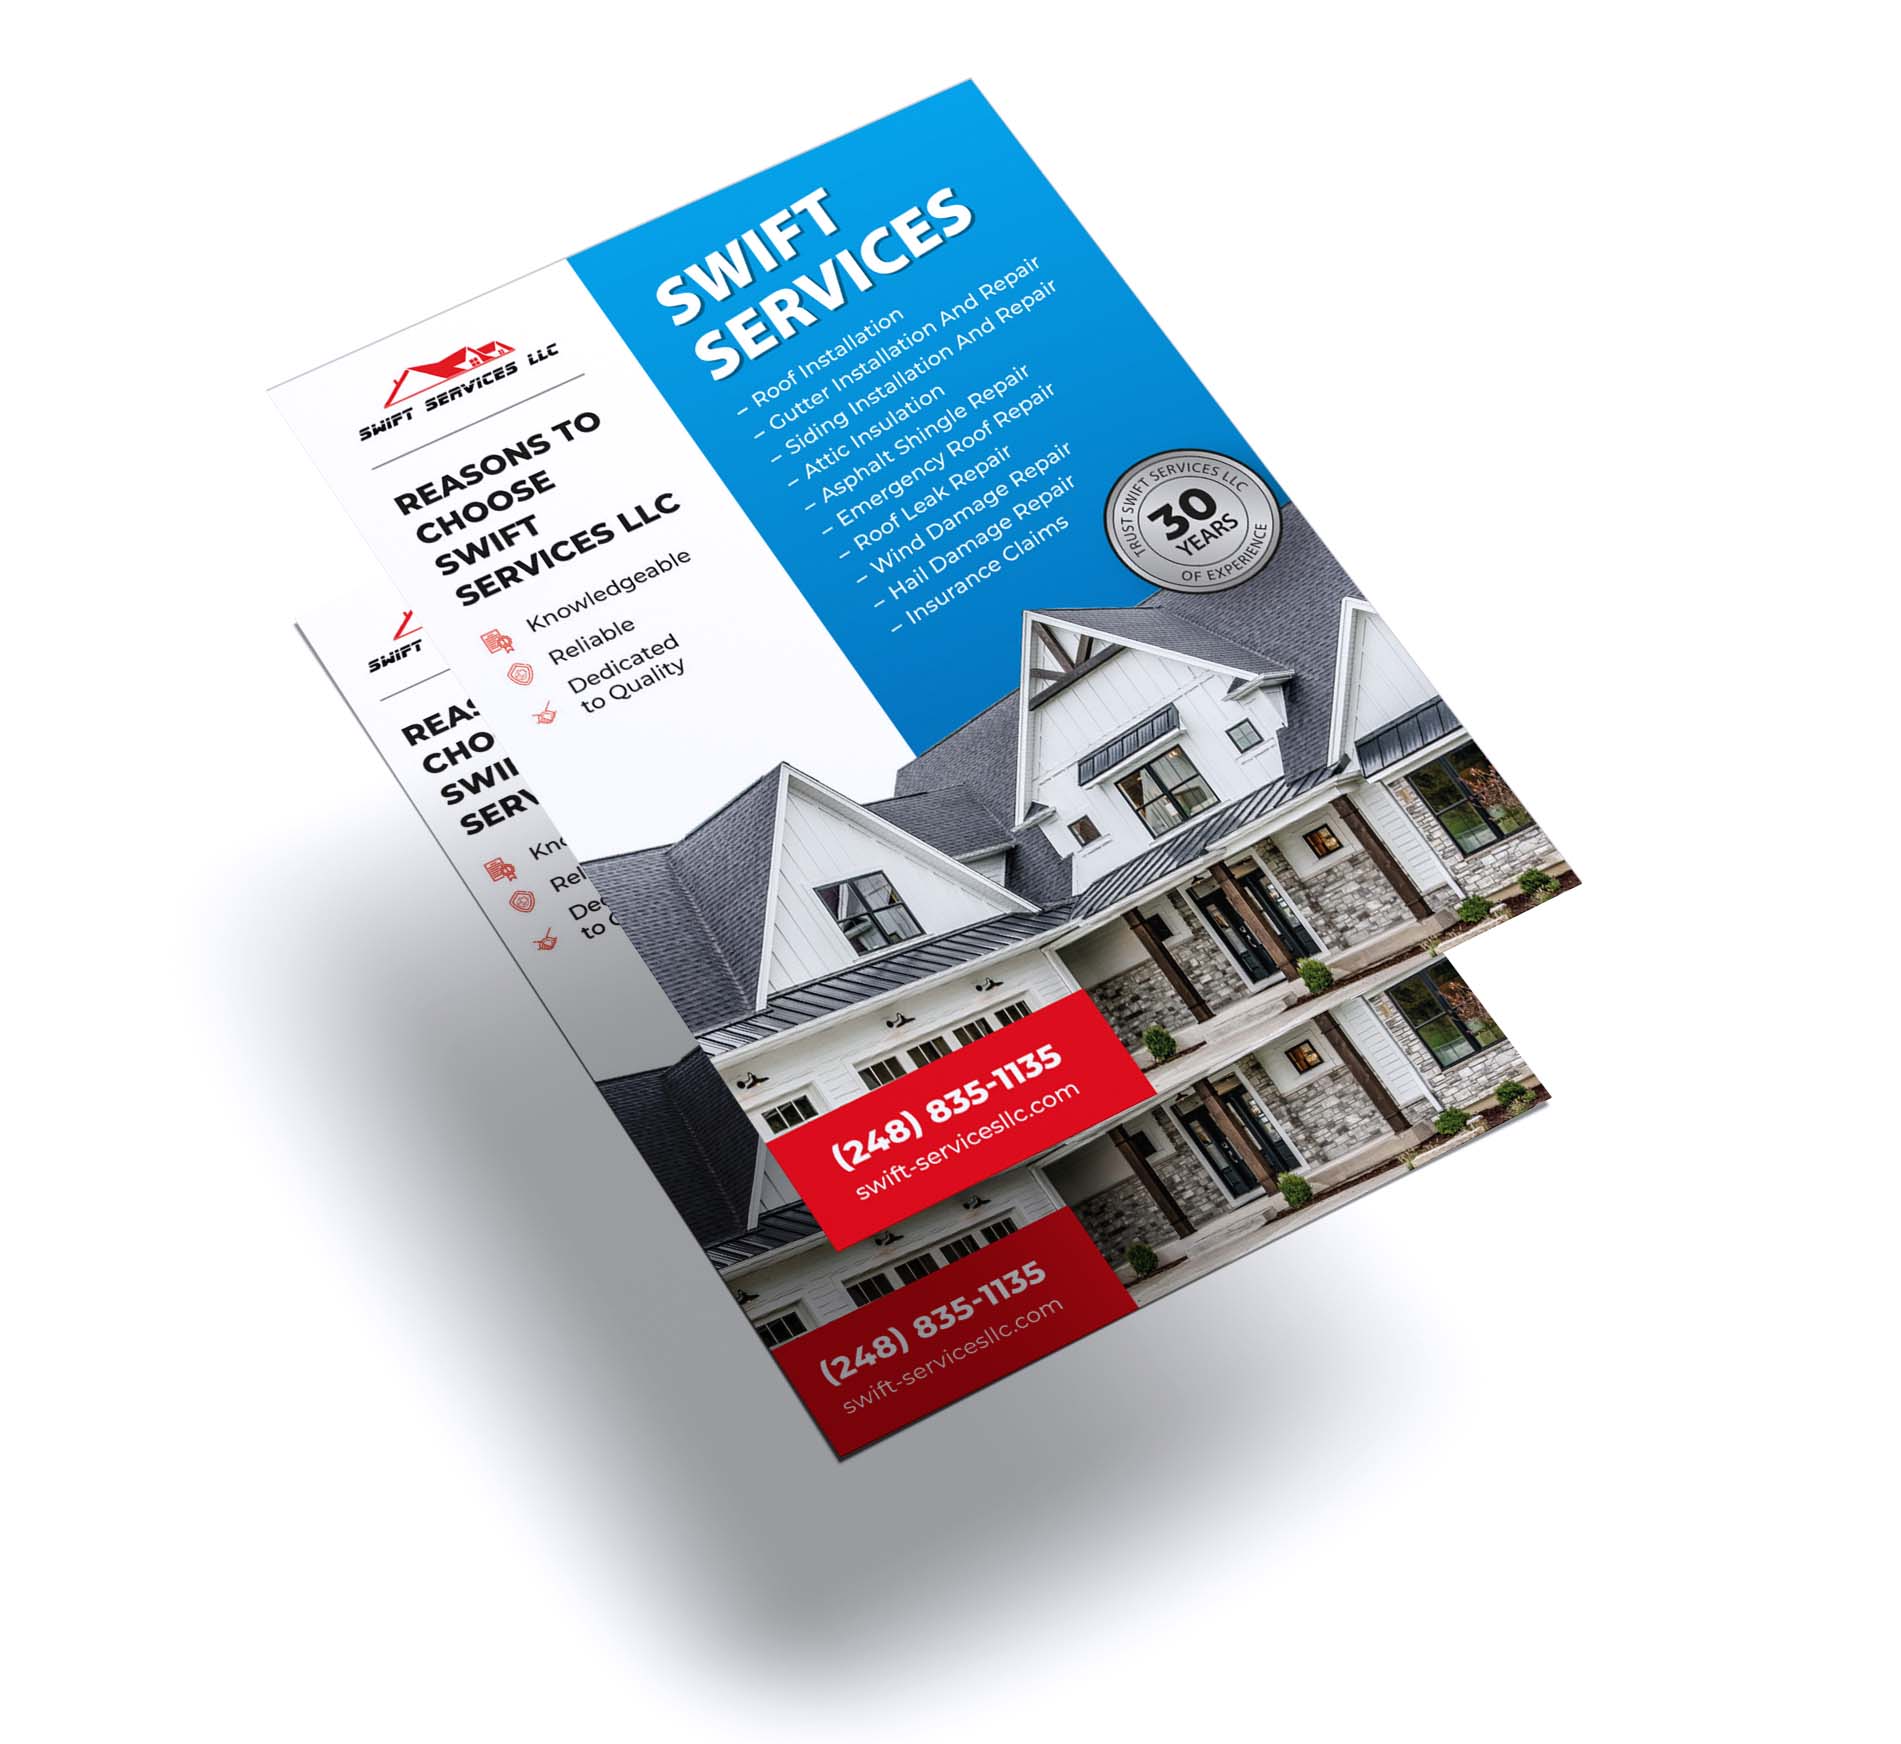 SWIFT SERVICES LLC
REASONS TO
CHOOSE
SWIFT
SERVICES LLC
Knowledgeable
Reliable
Dedicated
to Quality
SWIFT
SERVICES
– Roof Installation
– Gutter Installation And Repair
– Siding Installation And Repair
– Attic Insulation
– Asphalt Shingle Repair
– Emergency Roof Repair
– Roof Leak Repair
– Wind Damage Repair
– Hail Damage Repair
– Insurance Claims
TRUST SWIFT SERVICES LLC
30
YEARS
OF EXPERIENCE
(248) 835-1135
swift-servicesllc.com
SWIFT
REAS
CHO
SWI
SERV
Kn
Rel
De
to
(248) 835-1135
swift-servicesllc.com